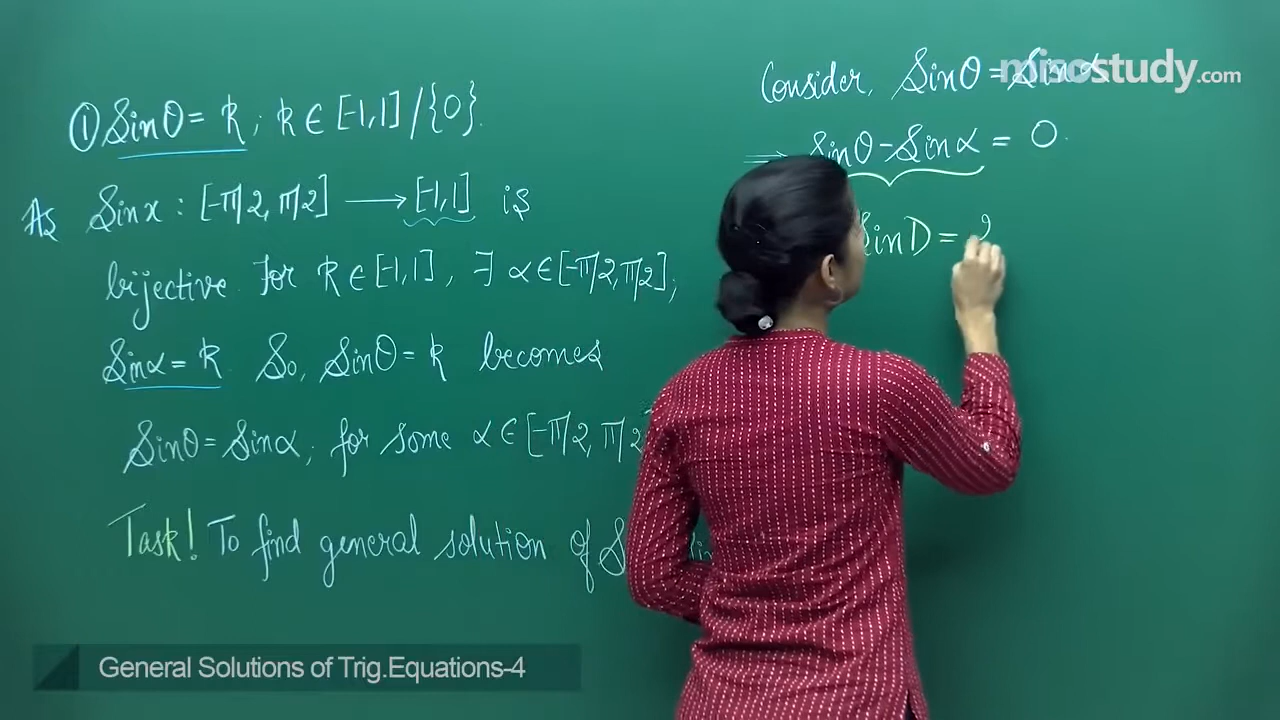 ① Sinθ = k ; k ∈ [-1,1] / {0}.
As Sinx : [-π/2, π/2] → [-1,1] is
bijective. For k ∈ [-1,1], ∃ α ∈ [-π/2, π/2];
Sinα = k. So, Sinθ = k becomes
Sinθ = Sinα ; for some α ∈ [-π/2, π/2
Task! To find general solution of
Consider, Sinθ = Sinα
⇒ Sinθ - Sinα = 0.
SinD = 2
minostudy.com
General Solutions of Trig.Equations-4